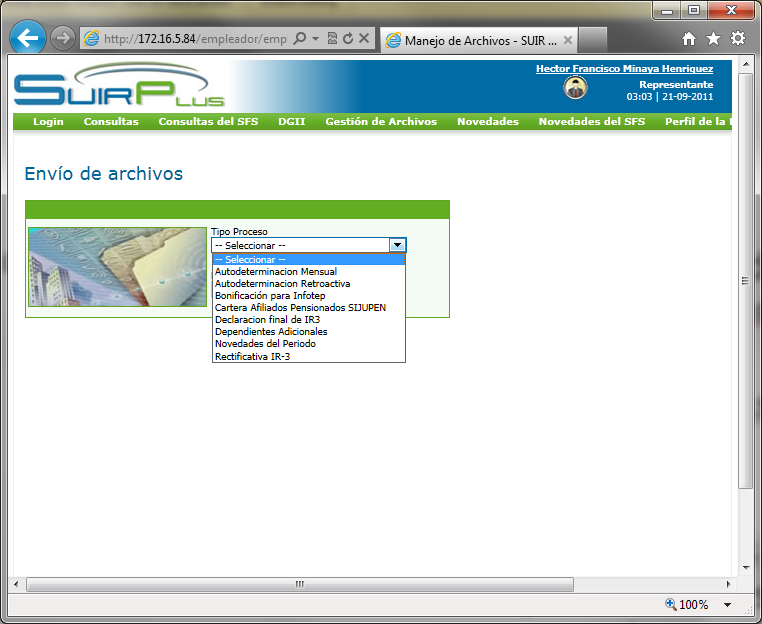 http://172.16.5.84/empleador/emp
Manejo de Archivos - SUIR ...
SUIRPLUS
Hector Francisco Minaya Henriquez
Representante
03:03 | 21-09-2011
Login Consultas Consultas del SFS DGII Gestión de Archivos Novedades Novedades del SFS Perfil de la
Envío de archivos
Tipo Proceso
-- Seleccionar --
-- Seleccionar --
Autodeterminacion Mensual
Autodeterminacion Retroactiva
Bonificación para Infotep
Cartera Afiliados Pensionados SIJUPEN
Declaracion final de IR3
Dependientes Adicionales
Novedades del Periodo
Rectificativa IR-3
100%